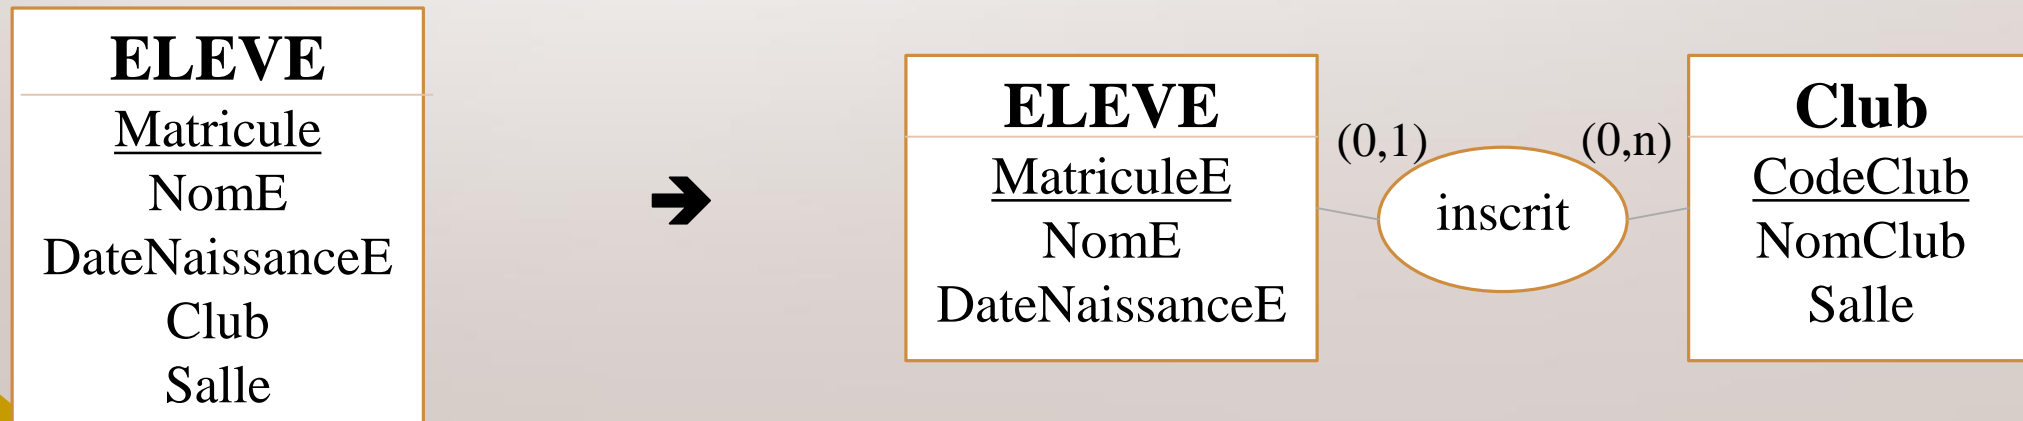 ELEVE
Matricule
NomE
DateNaissanceE
Club
Salle
ELEVE
MatriculeE
NomE
DateNaissanceE
(0,1)
inscrit
(0,n)
Club
CodeClub
NomClub
Salle